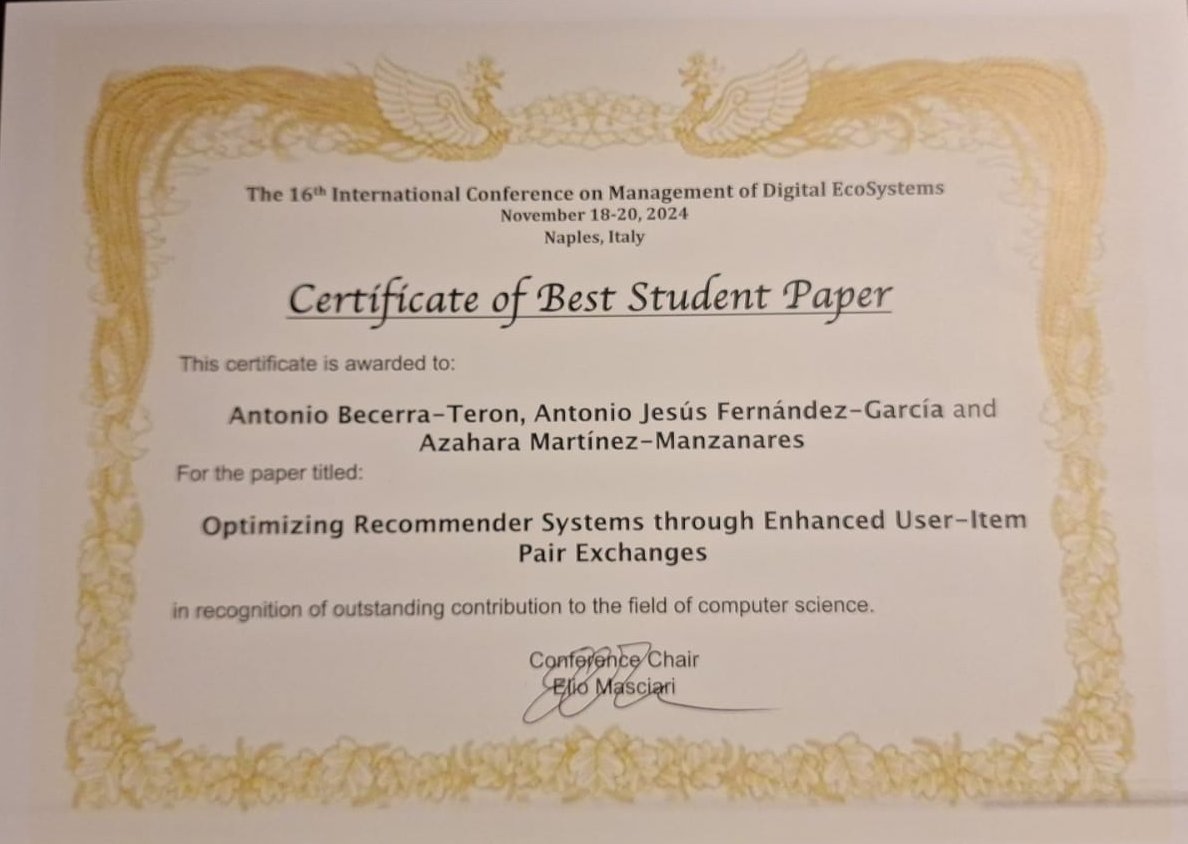 The 16th International Conference on Management of Digital EcoSystems
November 18-20, 2024
Naples, Italy
Certificate of Best Student Paper
This certificate is awarded to:
Antonio Becerra-Teron, Antonio Jesús Fernández-García and
Azahara Martínez-Manzanares
For the paper titled:
Optimizing Recommender Systems through Enhanced User-Item
Pair Exchanges
in recognition of outstanding contribution to the field of computer science.
Conference Chair
Elio Masciari